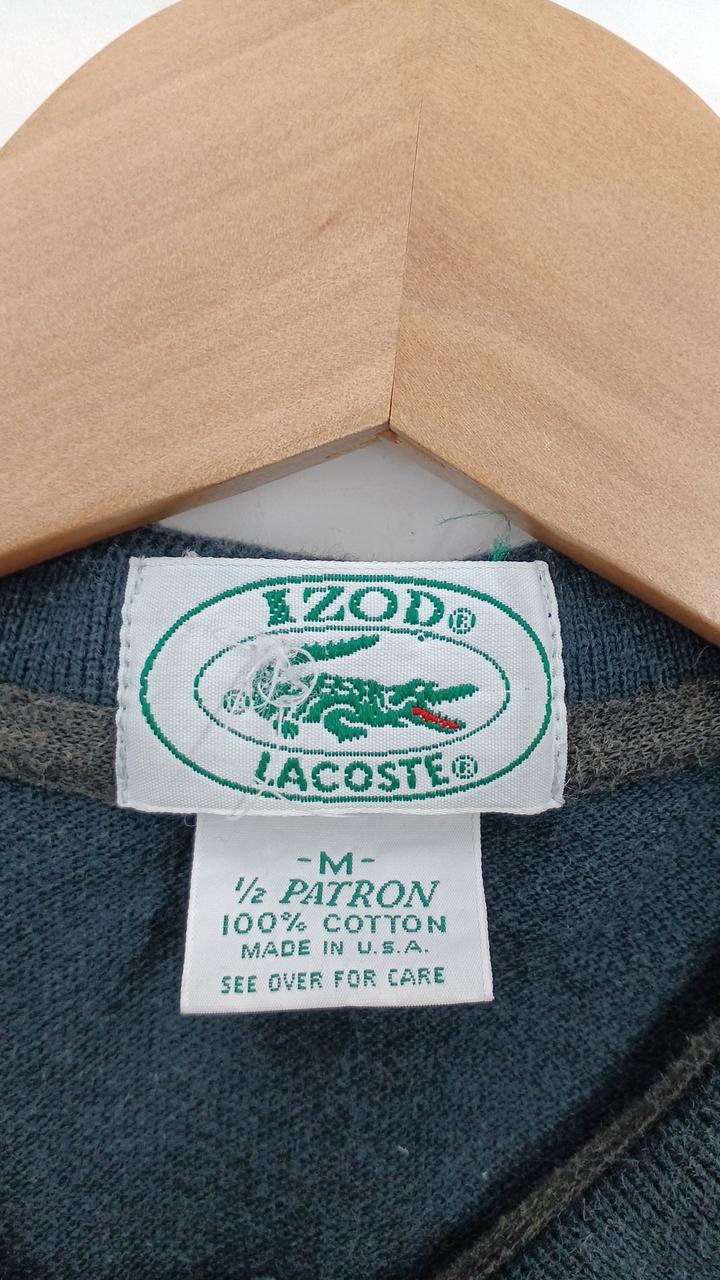 IZOD®
®
LACOSTE®
-M-
1/2 PATRON
100% COTTON
MADE IN U.S.A.
SEE OVER FOR CARE